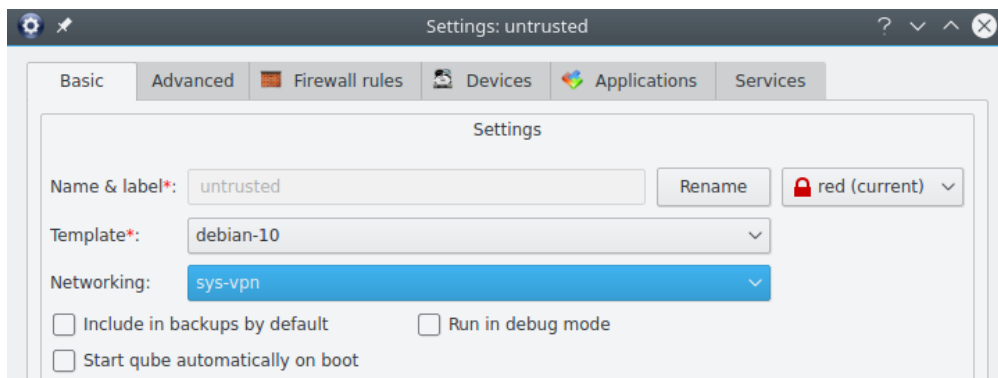 Settings: untrusted ?
Basic Advanced Firewall rules Devices Applications Services
Settings
Name & label*: untrusted Rename red (current)
Template*: debian-10
Networking: sys-vpn
Include in backups by default Run in debug mode
Start qube automatically on boot